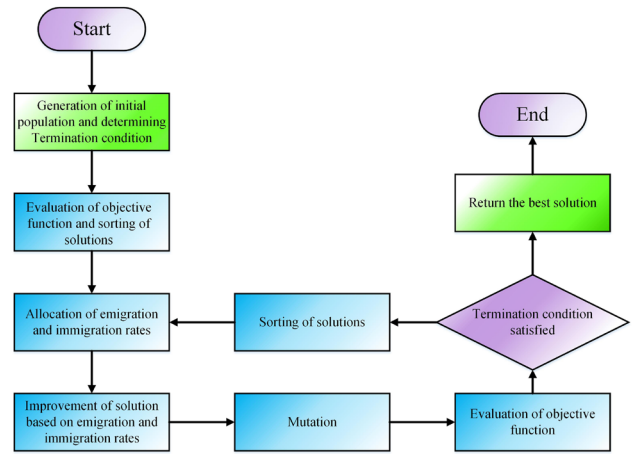 Start
Generation of initial
population and determining
Termination condition
Evaluation of objective
function and sorting of
solutions
Allocation of emigration
and immigration rates
Improvement of solution
based on emigration and
immigration rates
Mutation
Evaluation of objective
function
Termination condition
satisfied
Sorting of solutions
Return the best solution
End